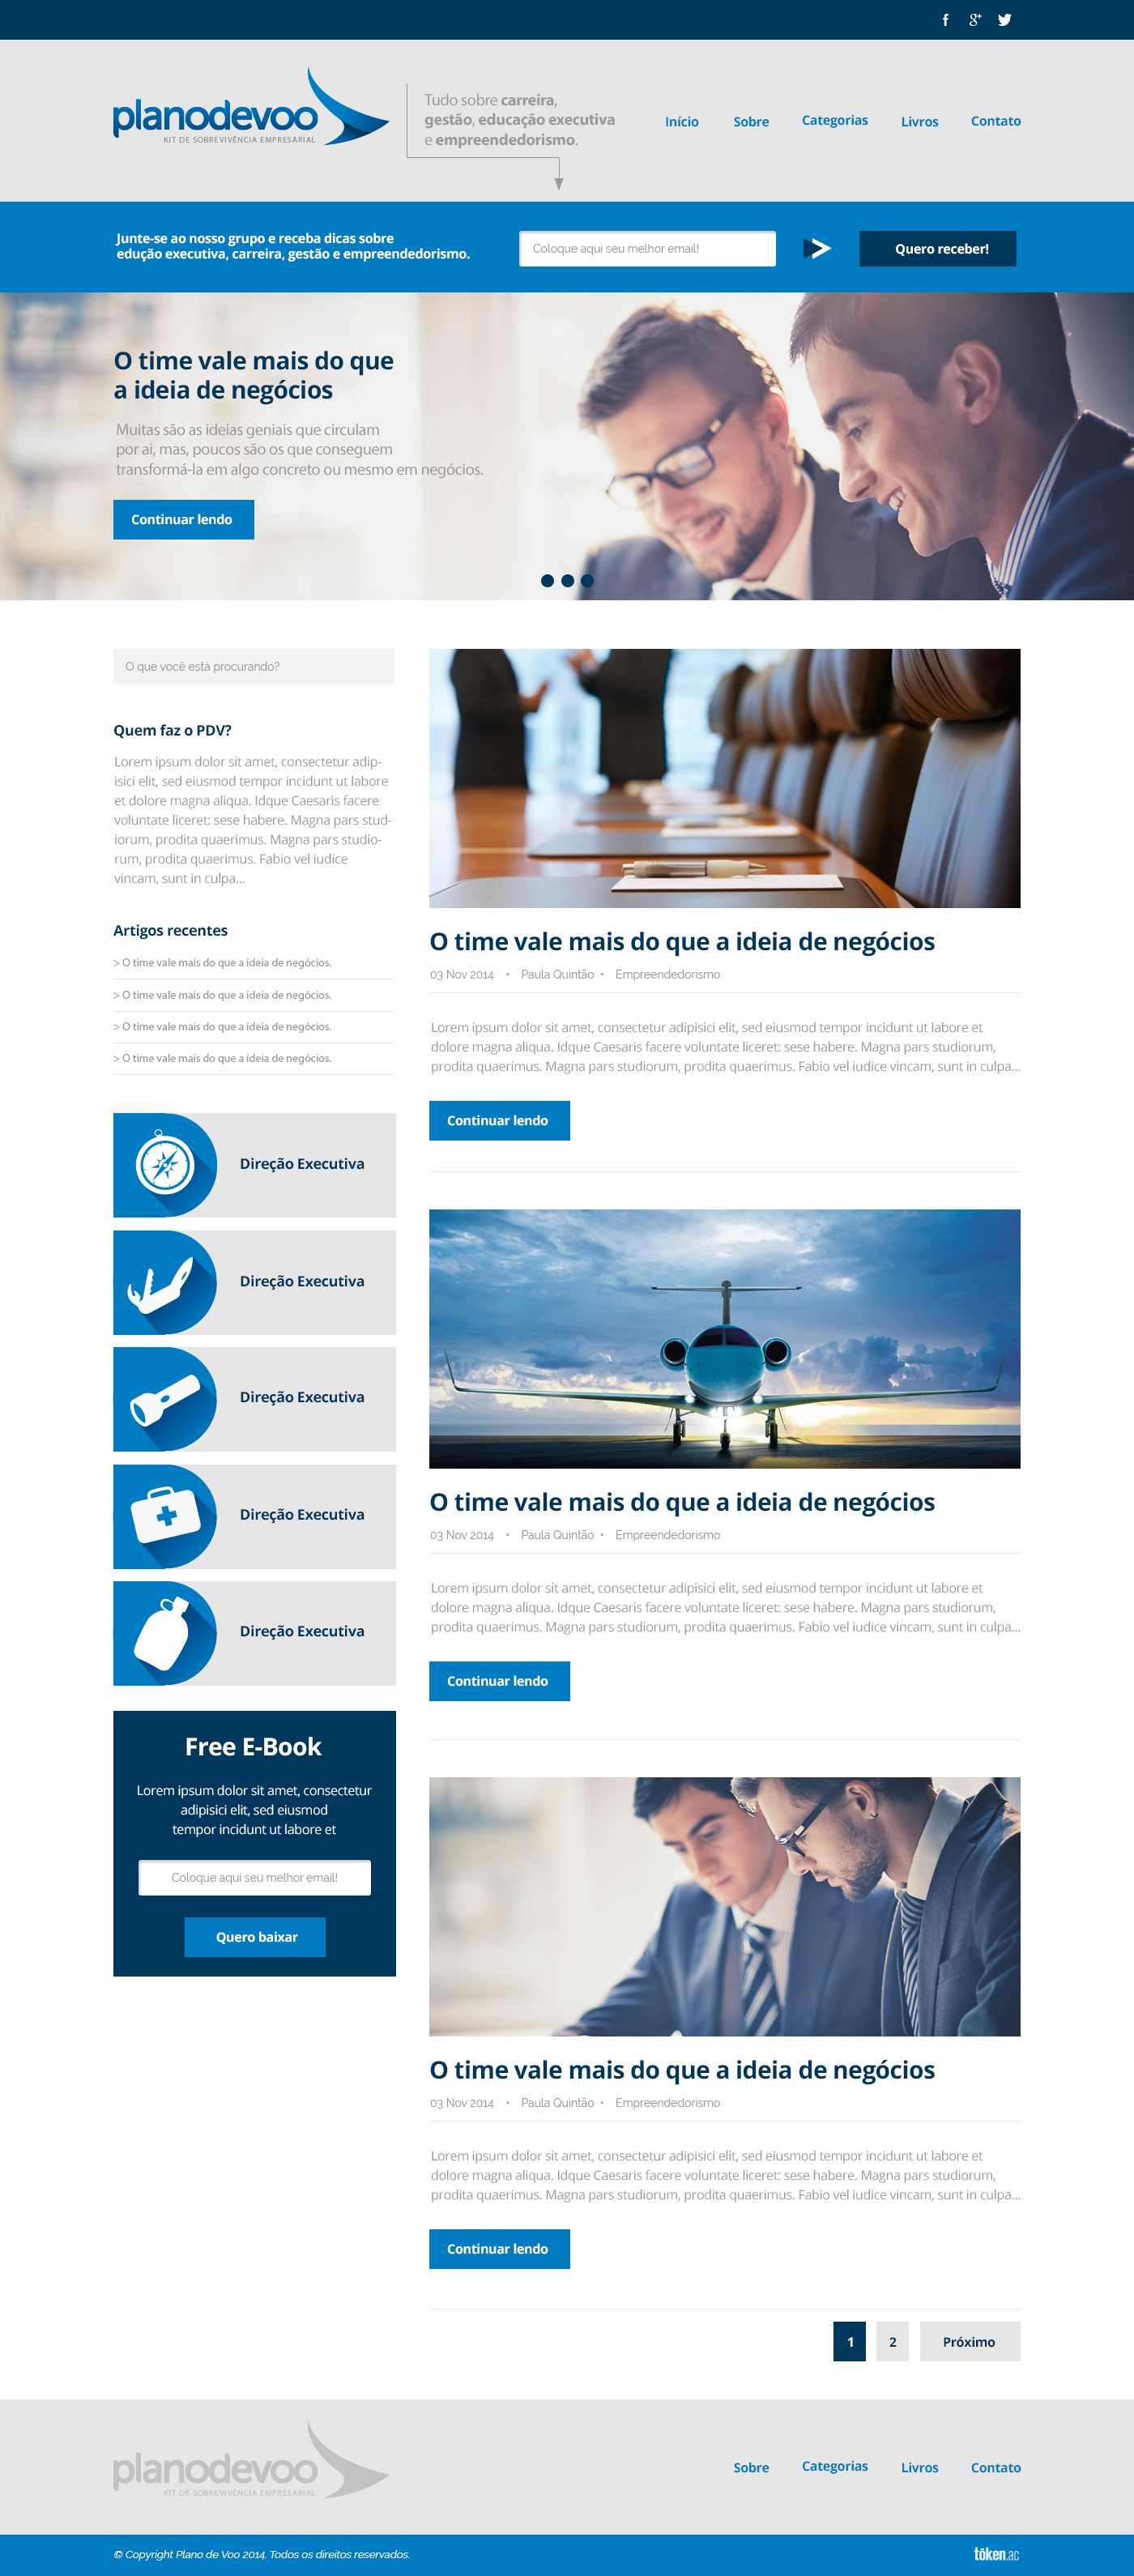 planodevoo
KIT DE SOBREVIVÊNCIA EMPRESARIAL
Tudo sobre carreira,
gestão, educação executiva
e empreendedorismo.
Início Sobre Categorias Livros Contato
Junte-se ao nosso grupo e receba dicas sobre
edução executiva, carreira, gestão e empreendedorismo.
Coloque aqui seu melhor email!
Quero receber!
O time vale mais do que
a ideia de negócios
Muitas são as ideias geniais que circulam
por ai, mas, poucos são os que conseguem
transformá-la em algo concreto ou mesmo em negócios.
Continuar lendo
O que você está procurando?
Quem faz o PDV?
Lorem ipsum dolor sit amet, consectetur adip-
isici elit, sed eiusmod tempor incidunt ut labore
et dolore magna aliqua. Idque Caesaris facere
voluntate liceret: sese habere. Magna pars stud-
iorum, prodita quaerimus. Magna pars studio-
rum, prodita quaerimus. Fabio vel iudice
vincam, sunt in culpa...
Artigos recentes
> O time vale mais do que a ideia de negócios.
> O time vale mais do que a ideia de negócios.
> O time vale mais do que a ideia de negócios.
> O time vale mais do que a ideia de negócios.
Direção Executiva
Direção Executiva
Direção Executiva
Direção Executiva
Direção Executiva
Free E-Book
Lorem ipsum dolor sit amet, consectetur
adipisici elit, sed eiusmod
tempor incidunt ut labore et
Coloque aqui seu melhor email!
Quero baixar
O time vale mais do que a ideia de negócios
03 Nov 2014 • Paula Quintão • Empreendedorismo
Lorem ipsum dolor sit amet, consectetur adipisici elit, sed eiusmod tempor incidunt ut labore et
dolore magna aliqua. Idque Caesaris facere voluntate liceret: sese habere. Magna pars studiorum,
prodita quaerimus. Magna pars studiorum, prodita quaerimus. Fabio vel iudice vincam, sunt in culpa...
Continuar lendo
O time vale mais do que a ideia de negócios
03 Nov 2014 • Paula Quintão • Empreendedorismo
Lorem ipsum dolor sit amet, consectetur adipisici elit, sed eiusmod tempor incidunt ut labore et
dolore magna aliqua. Idque Caesaris facere voluntate liceret: sese habere. Magna pars studiorum,
prodita quaerimus. Magna pars studiorum, prodita quaerimus. Fabio vel iudice vincam, sunt in culpa...
Continuar lendo
O time vale mais do que a ideia de negócios
03 Nov 2014 • Paula Quintão • Empreendedorismo
Lorem ipsum dolor sit amet, consectetur adipisici elit, sed eiusmod tempor incidunt ut labore et
dolore magna aliqua. Idque Caesaris facere voluntate liceret: sese habere. Magna pars studiorum,
prodita quaerimus. Magna pars studiorum, prodita quaerimus. Fabio vel iudice vincam, sunt in culpa...
Continuar lendo
1 2 Próximo
planodevoo
KIT DE SOBREVIVÊNCIA EMPRESARIAL
Sobre Categorias Livros Contato
© Copyright Plano de Voo 2014. Todos os direitos reservados.
tōken.ac